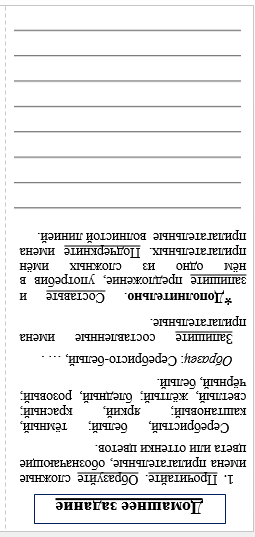 Домашнее задание
1. Прочитайте. Образуйте сложные
имена прилагательные, обозначающие
цвета или оттенки цветов.
Серебристый, белый, тёмный,
каштановый, яркий, красный,
светлый, жёлтый, бледный, розовый,
чёрный, белый.
Образец: Серебристо-белый, … .
Запишите составленные имена
прилагательные.
*Дополнительно. Составьте и
запишите предложение, употребив в
нём одно из сложных имён
прилагательных. Подчеркните имена
прилагательные волнистой линией.